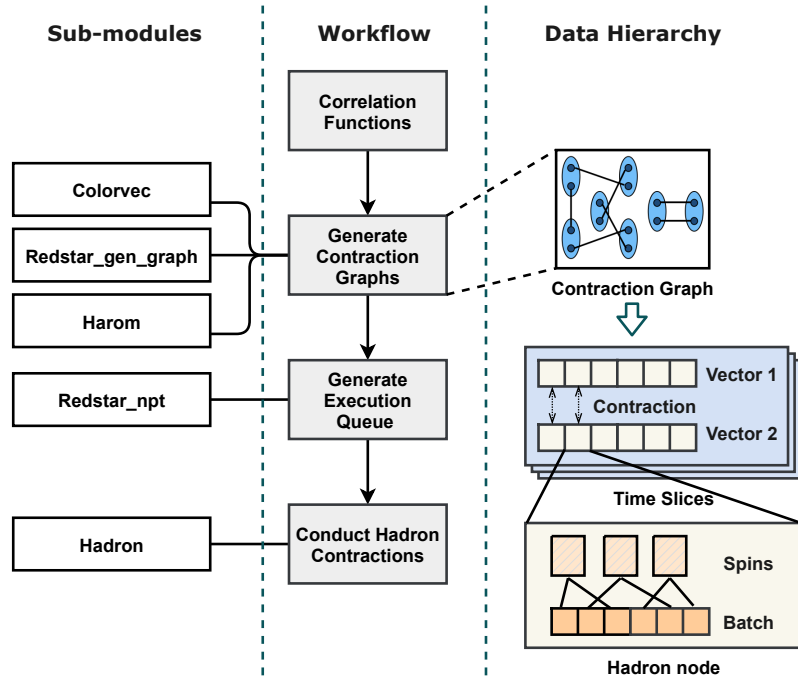 Sub-modules
Workflow
Data Hierarchy
Correlation
Functions
Colorvec
Redstar_gen_graph
Harom
Generate
Contraction
Graphs
Contraction Graph
Redstar_npt
Generate
Execution
Queue
Vector 1
Contraction
Vector 2
Time Slices
Hadron
Conduct Hadron
Contractions
Spins
Batch
Hadron node